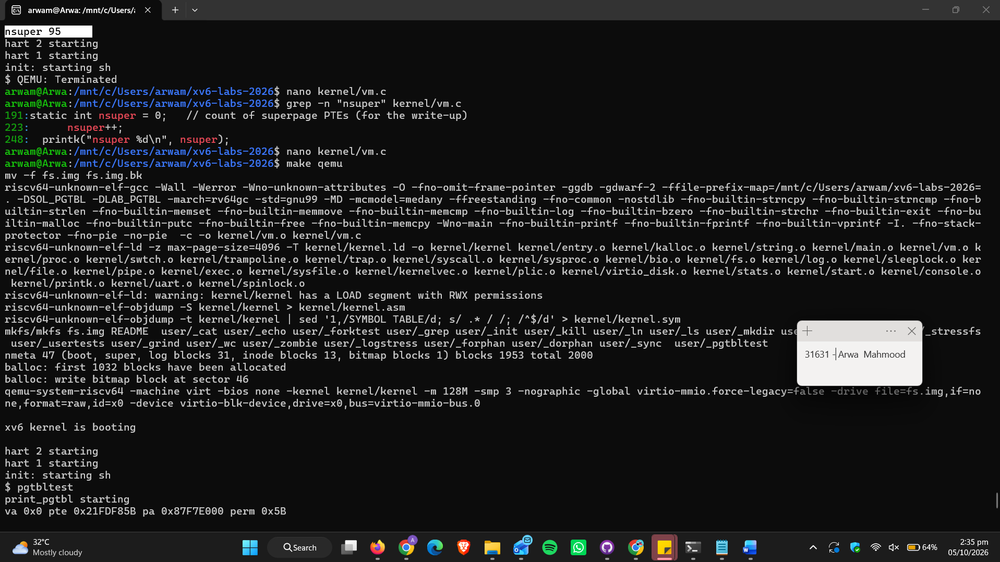 arwam@Arwa: /mnt/c/Users/a
nsuper 95
hart 2 starting
hart 1 starting
init: starting sh
$ QEMU: Terminated
arwam@Arwa:/mnt/c/Users/arwam/xv6-labs-2026$ nano kernel/vm.c
arwam@Arwa:/mnt/c/Users/arwam/xv6-labs-2026$ grep -n "nsuper" kernel/vm.c
191:static int nsuper = 0;   // count of superpage PTEs (for the write-up)
223:      nsuper++;
248:  printk("nsuper %d\n", nsuper);
arwam@Arwa:/mnt/c/Users/arwam/xv6-labs-2026$ nano kernel/vm.c
arwam@Arwa:/mnt/c/Users/arwam/xv6-labs-2026$ make qemu
mv -f fs.img fs.img.bk
riscv64-unknown-elf-gcc -Wall -Werror -Wno-unknown-attributes -O -fno-omit-frame-pointer -ggdb -gdwarf-2 -ffile-prefix-map=/mnt/c/Users/arwam/xv6-labs-2026=
. -DSOL_PGTBL -DLAB_PGTBL -march=rv64gc -std=gnu99 -MD -mcmodel=medany -ffreestanding -fno-common -nostdlib -fno-builtin-strncpy -fno-builtin-strncmp -fno-b
uiltin-strlen -fno-builtin-memset -fno-builtin-memmove -fno-builtin-memcmp -fno-builtin-log -fno-builtin-bzero -fno-builtin-strchr -fno-builtin-exit -fno-bu
iltin-malloc -fno-builtin-putc -fno-builtin-free -fno-builtin-memcpy -Wno-main -fno-builtin-printf -fno-builtin-fprintf -fno-builtin-vprintf -I. -fno-stack-
protector -fno-pie -no-pie  -c -o kernel/vm.o kernel/vm.c
riscv64-unknown-elf-ld -z max-page-size=4096 -T kernel/kernel.ld -o kernel/kernel kernel/entry.o kernel/kalloc.o kernel/string.o kernel/main.o kernel/vm.o k
ernel/proc.o kernel/swtch.o kernel/trampoline.o kernel/trap.o kernel/syscall.o kernel/sysproc.o kernel/bio.o kernel/fs.o kernel/log.o kernel/sleeplock.o ker
nel/file.o kernel/pipe.o kernel/exec.o kernel/sysfile.o kernel/kernelvec.o kernel/plic.o kernel/virtio_disk.o kernel/stats.o kernel/start.o kernel/console.o
 kernel/printk.o kernel/uart.o kernel/spinlock.o
riscv64-unknown-elf-ld: warning: kernel/kernel has a LOAD segment with RWX permissions
riscv64-unknown-elf-objdump -S kernel/kernel > kernel/kernel.asm
riscv64-unknown-elf-objdump -t kernel/kernel | sed '1,/SYMBOL TABLE/d; s/ .* / /; /^$/d' > kernel/kernel.sym
mkfs/mkfs fs.img README  user/_cat user/_echo user/_forktest user/_grep user/_init user/_kill user/_ln user/_ls user/_mkdir use /_stressfs
 user/_usertests user/_grind user/_wc user/_zombie user/_logstress user/_forphan user/_dorphan user/_sync  user/_pgtbltest
nmeta 47 (boot, super, log blocks 31, inode blocks 13, bitmap blocks 1) blocks 1953 total 2000
balloc: first 1032 blocks have been allocated
balloc: write bitmap block at sector 46
qemu-system-riscv64 -machine virt -bios none -kernel kernel/kernel -m 128M -smp 3 -nographic -global virtio-mmio.force-legacy=false -drive file=fs.img,if=no
ne,format=raw,id=x0 -device virtio-blk-device,drive=x0,bus=virtio-mmio-bus.0
xv6 kernel is booting
hart 2 starting
hart 1 starting
init: starting sh
$ pgtbltest
print_pgtbl starting
va 0x0 pte 0x21FDF85B pa 0x87F7E000 perm 0x5B
31631 -Arwa  Mahmood
32°C
Mostly cloudy
Search
64%
2:35 pm
05/10/2026